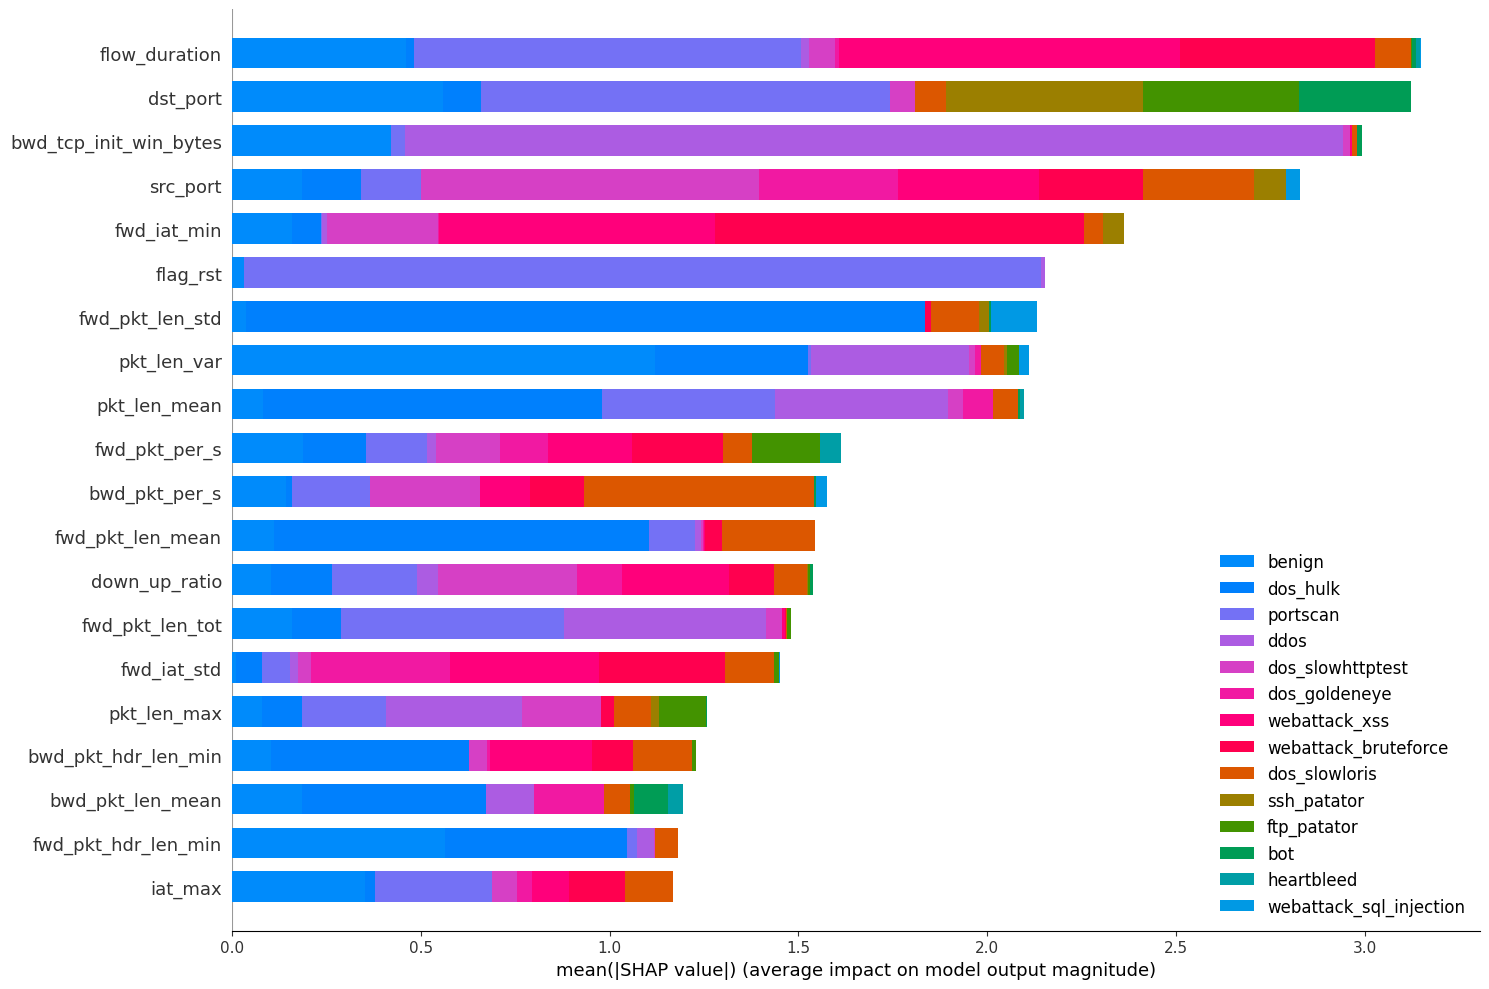 flow_duration
dst_port
bwd_tcp_init_win_bytes
src_port
fwd_iat_min
flag_rst
fwd_pkt_len_std
pkt_len_var
pkt_len_mean
fwd_pkt_per_s
bwd_pkt_per_s
fwd_pkt_len_mean
down_up_ratio
fwd_pkt_len_tot
fwd_iat_std
pkt_len_max
bwd_pkt_hdr_len_min
bwd_pkt_len_mean
fwd_pkt_hdr_len_min
iat_max
benign
dos_hulk
portscan
ddos
dos_slowhttptest
dos_goldeneye
webattack_xss
webattack_bruteforce
dos_slowloris
ssh_patator
ftp_patator
bot
heartbleed
webattack_sql_injection
0.0 0.5 1.0 1.5 2.0 2.5 3.0
mean(|SHAP value|) (average impact on model output magnitude)